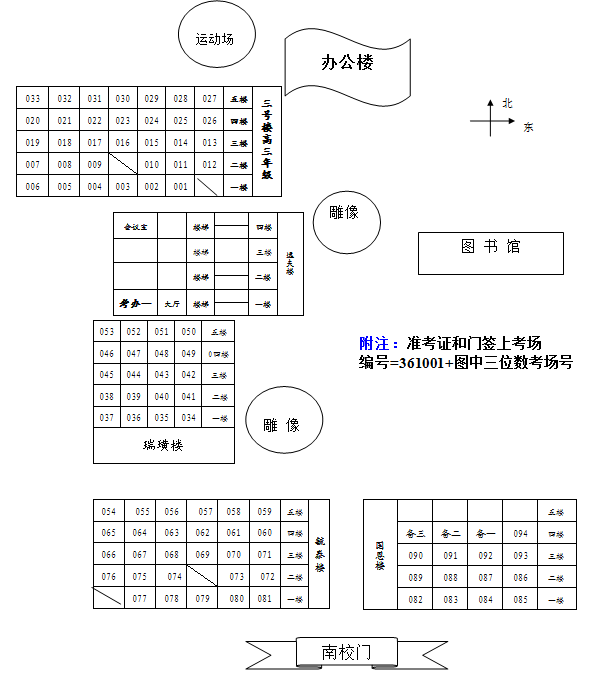 运动场
办公楼
北
东
033 032 031 030 029 028 027 五楼
020 021 022 023 024 025 026 四楼
019 018 017 016 015 014 013 三楼
007 008 009 010 011 012 二楼
006 005 004 003 002 001 一楼
三号楼高三年级
雕像
图书馆
会议室 楼梯 四楼
楼梯 三楼
楼梯 二楼
考办一 大厅 楼梯 一楼
逸夫楼
附注：准考证和门签上考场
编号=361001+图中三位数考场号
053 052 051 050 五楼
046 047 048 049 0四楼
045 044 043 042 三楼
038 039 040 041 二楼
037 036 035 034 一楼
瑞璜楼
雕像
054 055 056 057 058 059 五楼
065 064 063 062 061 060 四楼
066 067 068 069 070 071 三楼
076 075 074 073 072 二楼
077 078 079 080 081 一楼
毓泰楼
五楼
备三 备二 备一 094 四楼
090 091 092 093 三楼
089 088 087 086 二楼
082 083 084 085 一楼
国恩楼
南校门